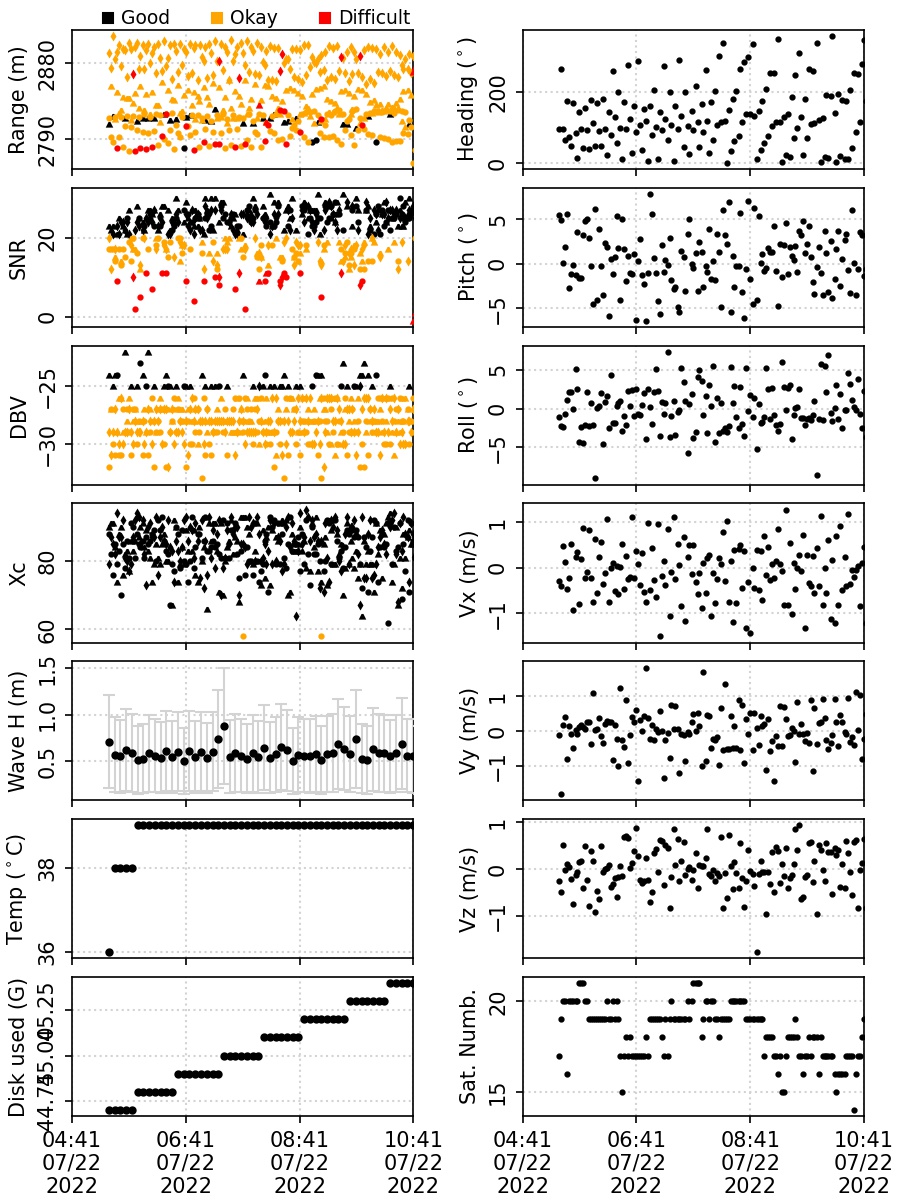 Good Okay Difficult
Range (m)
2880
2790
Heading (°)
200
0
SNR
20
0
Pitch (°)
5
0
−5
DBV
−25
−30
Roll (°)
5
0
−5
Xc
80
60
Vx (m/s)
1
0
−1
Wave H (m)
1.5
1.0
0.5
Vy (m/s)
1
0
−1
Temp (°C)
38
36
Vz (m/s)
1
0
−1
Disk used (G)
Sat. Numb.
20
15
04:41 06:41 08:41 10:41
07/22 07/22 07/22 07/22
2022 2022 2022 2022
04:41 06:41 08:41 10:41
07/22 07/22 07/22 07/22
2022 2022 2022 2022